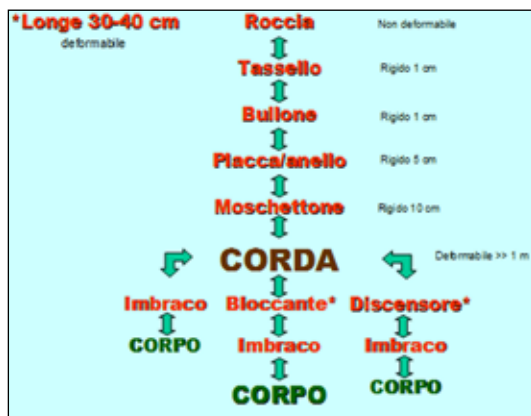 *Longe 30-40 cm
deformabile
Roccia Non deformabile
Tassello Rigido 1 cm
Bullone Rigido 1 cm
Placca/anello Rigido 5 cm
Moschettone Rigido 10 cm
CORDA Deformabile >> 1 m
Imbraco Bloccante* Discensore*
CORPO Imbraco Imbraco
CORPO CORPO